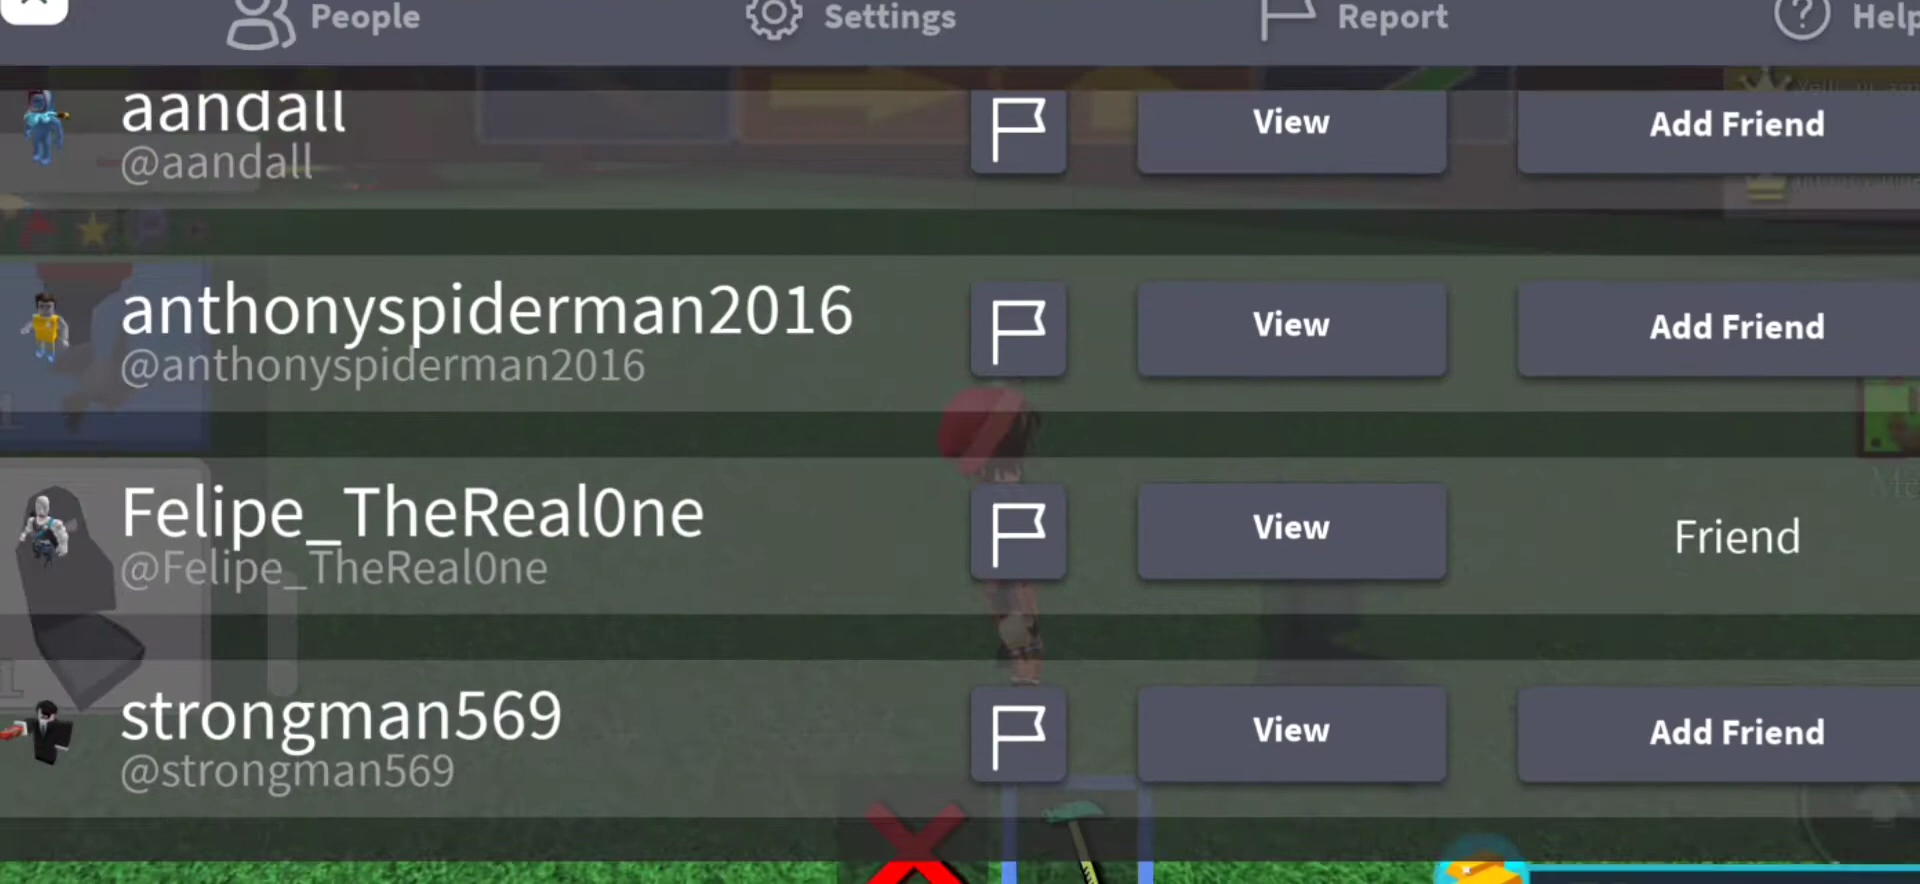 People Settings Report Help
aandall
@aandall
View Add Friend
anthonyspiderman2016
@anthonyspiderman2016
View Add Friend
Felipe_TheReal0ne
@Felipe_TheReal0ne
View Friend
strongman569
@strongman569
View Add Friend